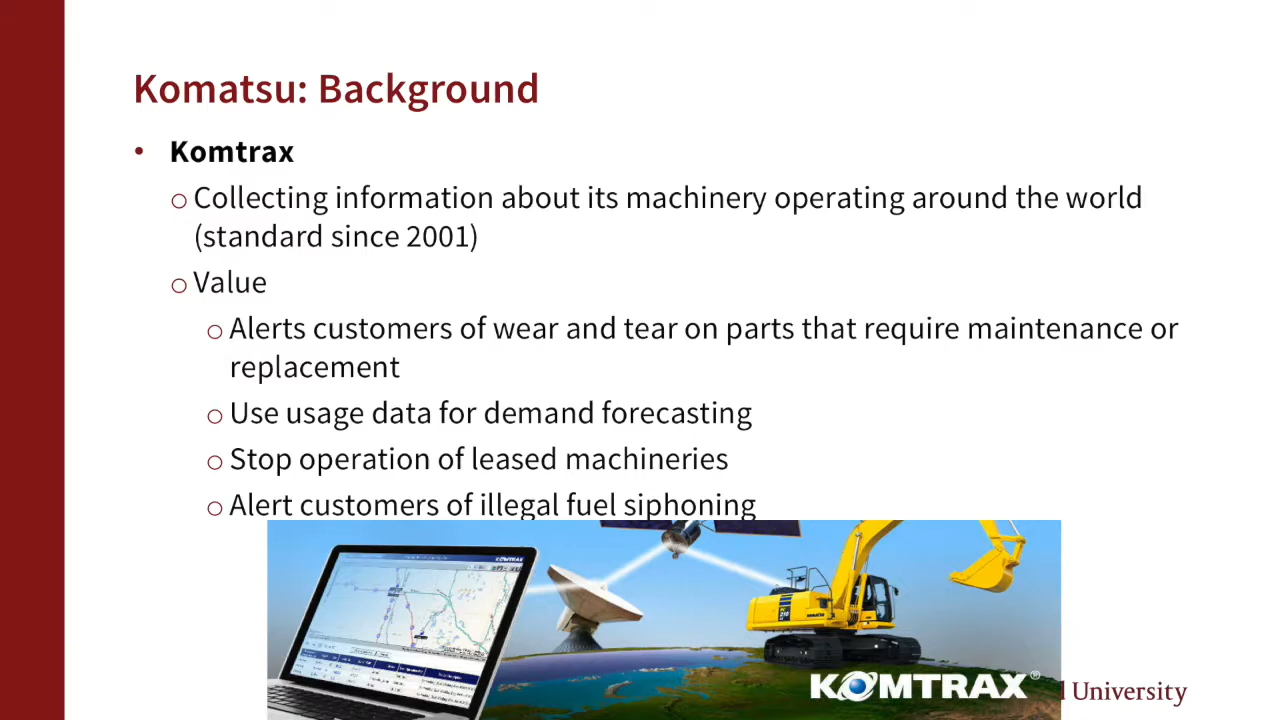 Komatsu: Background
• Komtrax
o Collecting information about its machinery operating around the world
(standard since 2001)
o Value
o Alerts customers of wear and tear on parts that require maintenance or
replacement
o Use usage data for demand forecasting
o Stop operation of leased machineries
o Alert customers of illegal fuel siphoning
KOMTRAX
KOMTRAX®
University